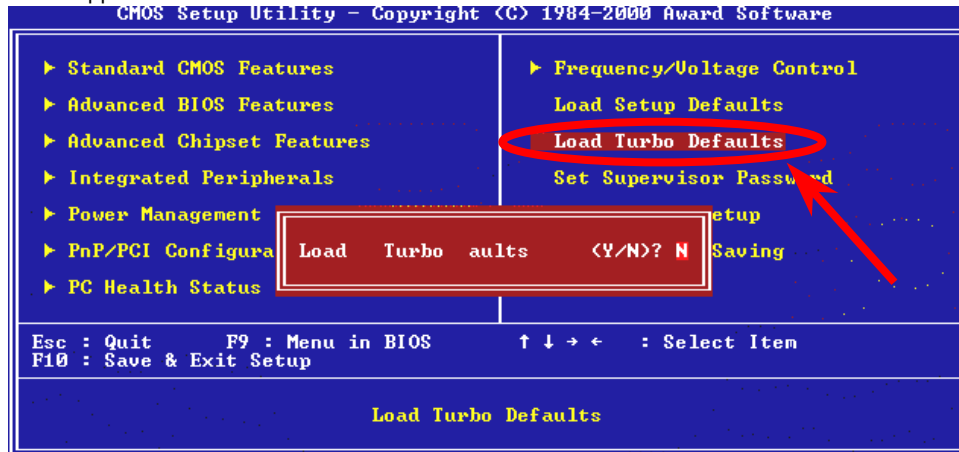 CMOS Setup Utility - Copyright (C) 1984-2000 Award Software
Standard CMOS Features
Advanced BIOS Features
Advanced Chipset Features
Integrated Peripherals
Power Management
PnP/PCI Configura
PC Health Status
Frequency/Voltage Control
Load Setup Defaults
Load Turbo Defaults
Set Supervisor Password
etup
Saving
Load Turbo aults (Y/N)? N
Esc : Quit F9 : Menu in BIOS ↑ ↓ → ← : Select Item
F10 : Save & Exit Setup
Load Turbo Defaults